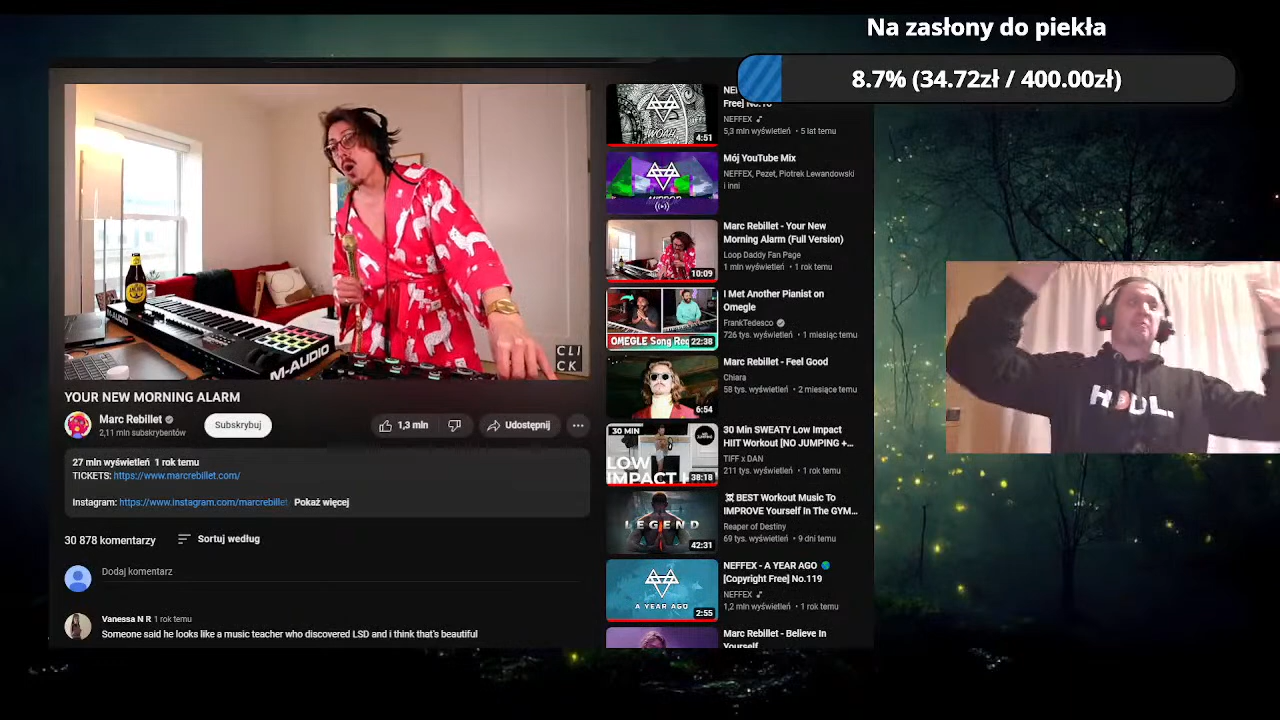 Na zasłony do piekła
8.7% (34.72zł / 400.00zł)
M-AUDIO
M-AUDIO
CLI
CK
YOUR NEW MORNING ALARM
Marc Rebillet
2,11 mln subskrybentów
Subskrybuj
1,3 mln
Udostępnij
27 mln wyświetleń 1 rok temu
TICKETS: https://www.marcrebillet.com/
Instagram: https://www.instagram.com/marcrebillet Pokaż więcej
30 878 komentarzy
Sortuj według
Dodaj komentarz
Vanessa N R 1 rok temu
Someone said he looks like a music teacher who discovered LSD and i think that's beautiful
4:51
NEFFEX
5,3 mln wyświetleń • 5 lat temu
Mój YouTube Mix
NEFFEX, Pezet, Piotrek Lewandowski
i inni
10:09
Marc Rebillet - Your New
Morning Alarm (Full Version)
Loop Daddy Fan Page
1 mln wyświetleń • 1 rok temu
OMEGLE Song
22:38
I Met Another Pianist on
Omegle
FrankTedesco
726 tys. wyświetleń • 1 miesiąc temu
6:54
Marc Rebillet - Feel Good
Chiara
58 tys. wyświetleń • 2 miesiące temu
30 MIN
LOW
IMPACT
38:18
30 Min SWEATY Low Impact
HIIT Workout [NO JUMPING +...
TIFF x DAN
211 tys. wyświetleń • 1 rok temu
LEGEND
42:31
BEST Workout Music To
IMPROVE Yourself In The GYM...
Reaper of Destiny
69 tys. wyświetleń • 9 dni temu
A YEAR AGO
2:55
NEFFEX - A YEAR AGO
[Copyright Free] No.119
NEFFEX
1,2 mln wyświetleń • 1 rok temu
Marc Rebillet - Believe In
Yourself